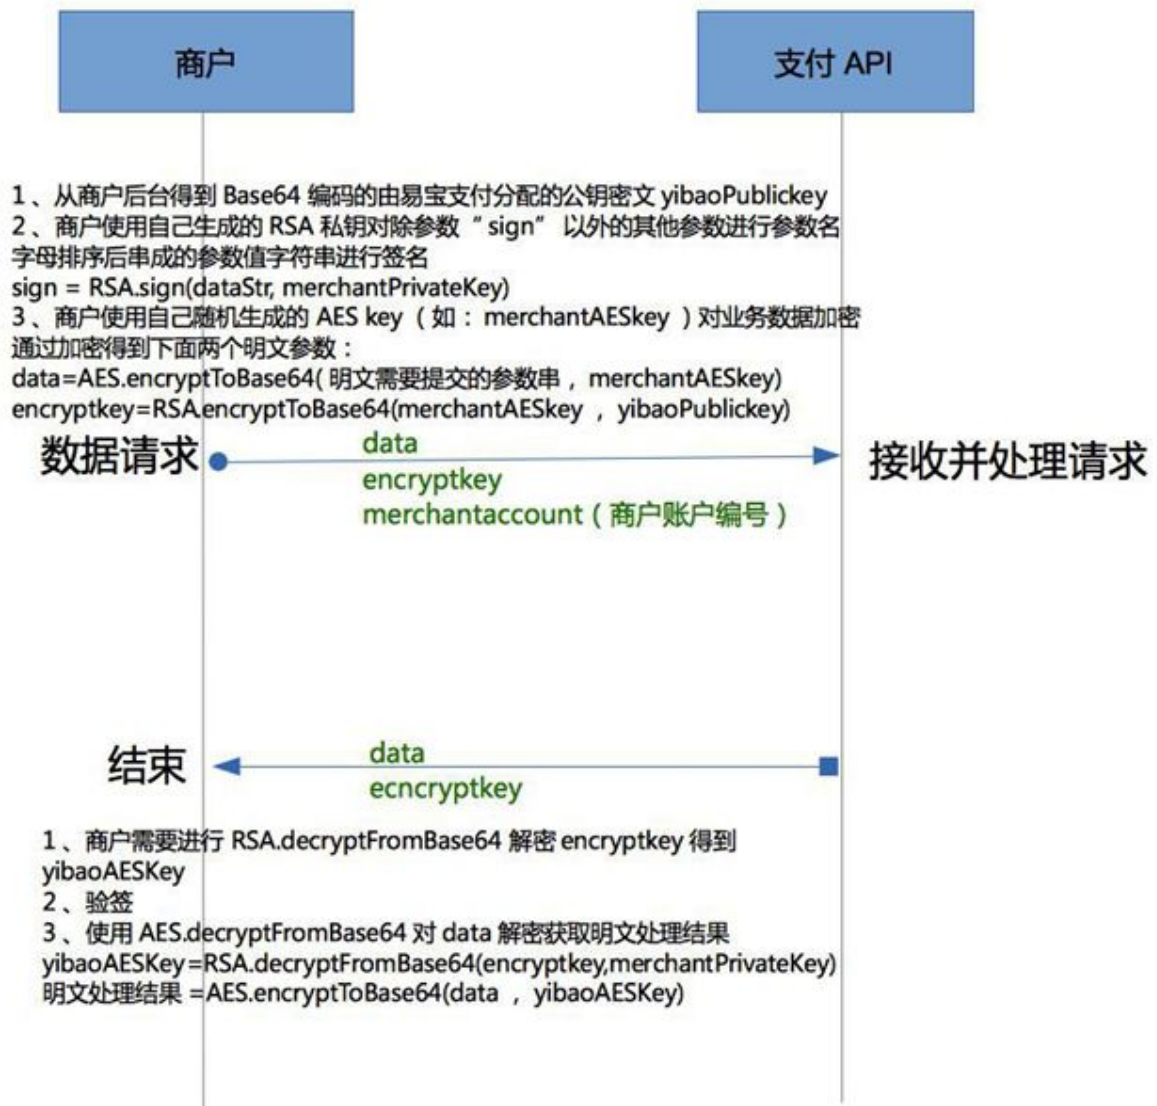 商户
支付 API
1 、从商户后台得到 Base64 编码的由易宝支付分配的公钥密文 yibaoPublickey
2 、商户使用自己生成的 RSA 私钥对除参数 “ sign” 以外的其他参数进行参数名
字母排序后串成的参数值字符串进行签名
sign = RSA.sign(dataStr, merchantPrivateKey)
3 、商户使用自己随机生成的 AES key （ 如 ： merchantAESkey ）对业务数据加密
通过加密得到下面两个明文参数：
data=AES.encryptToBase64( 明文需要提交的参数串 ， merchantAESkey)
encryptkey=RSA.encryptToBase64(merchantAESkey ， yibaoPublickey)
数据请求
data
encryptkey
merchantaccount（ 商户账户编号 ）
接收并处理请求
结束
data
ecncryptkey
1 、商户需要进行 RSA.decryptFromBase64 解密 encryptkey 得到
yibaoAESKey
2 、验签
3 、使用 AES.decryptFromBase64 对 data 解密获取明文处理结果
yibaoAESKey=RSA.decryptFromBase64(encryptkey,merchantPrivateKey)
明文处理结果 =AES.encryptToBase64(data ， yibaoAESKey)